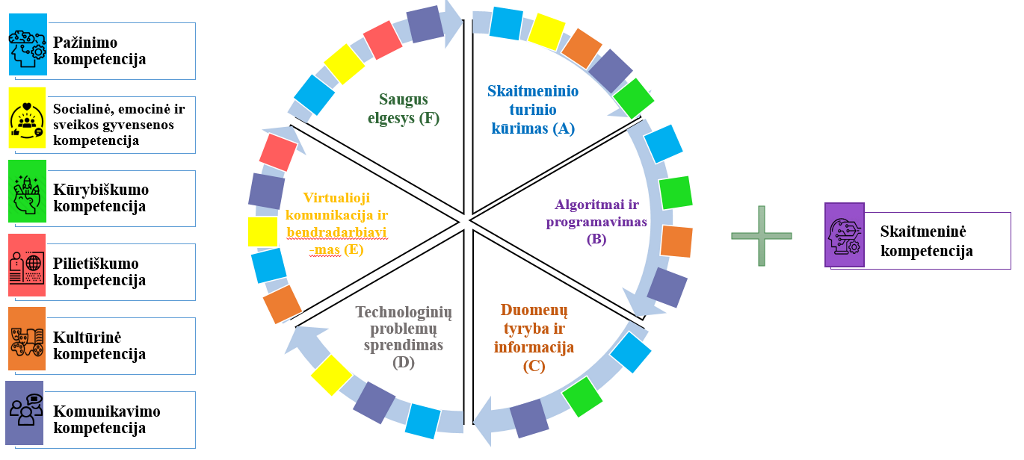 Pažinimo
kompetencija
Socialinė, emocinė ir
sveikos gyvensenos
kompetencija
Kūrybiškumo
kompetencija
Pilietiškumo
kompetencija
Kultūrinė
kompetencija
Komunikavimo
kompetencija
Saugus
elgesys (F)
Skaitmeninio
turinio
kūrimas (A)
Virtualioji
komunikacija ir
bendradarbiavi
-mas (E)
Algoritmai ir
programavimas
(B)
Technologinių
problemų
sprendimas
(D)
Duomenų
tyryba ir
informacija
(C)
Skaitmeninė
kompetencija